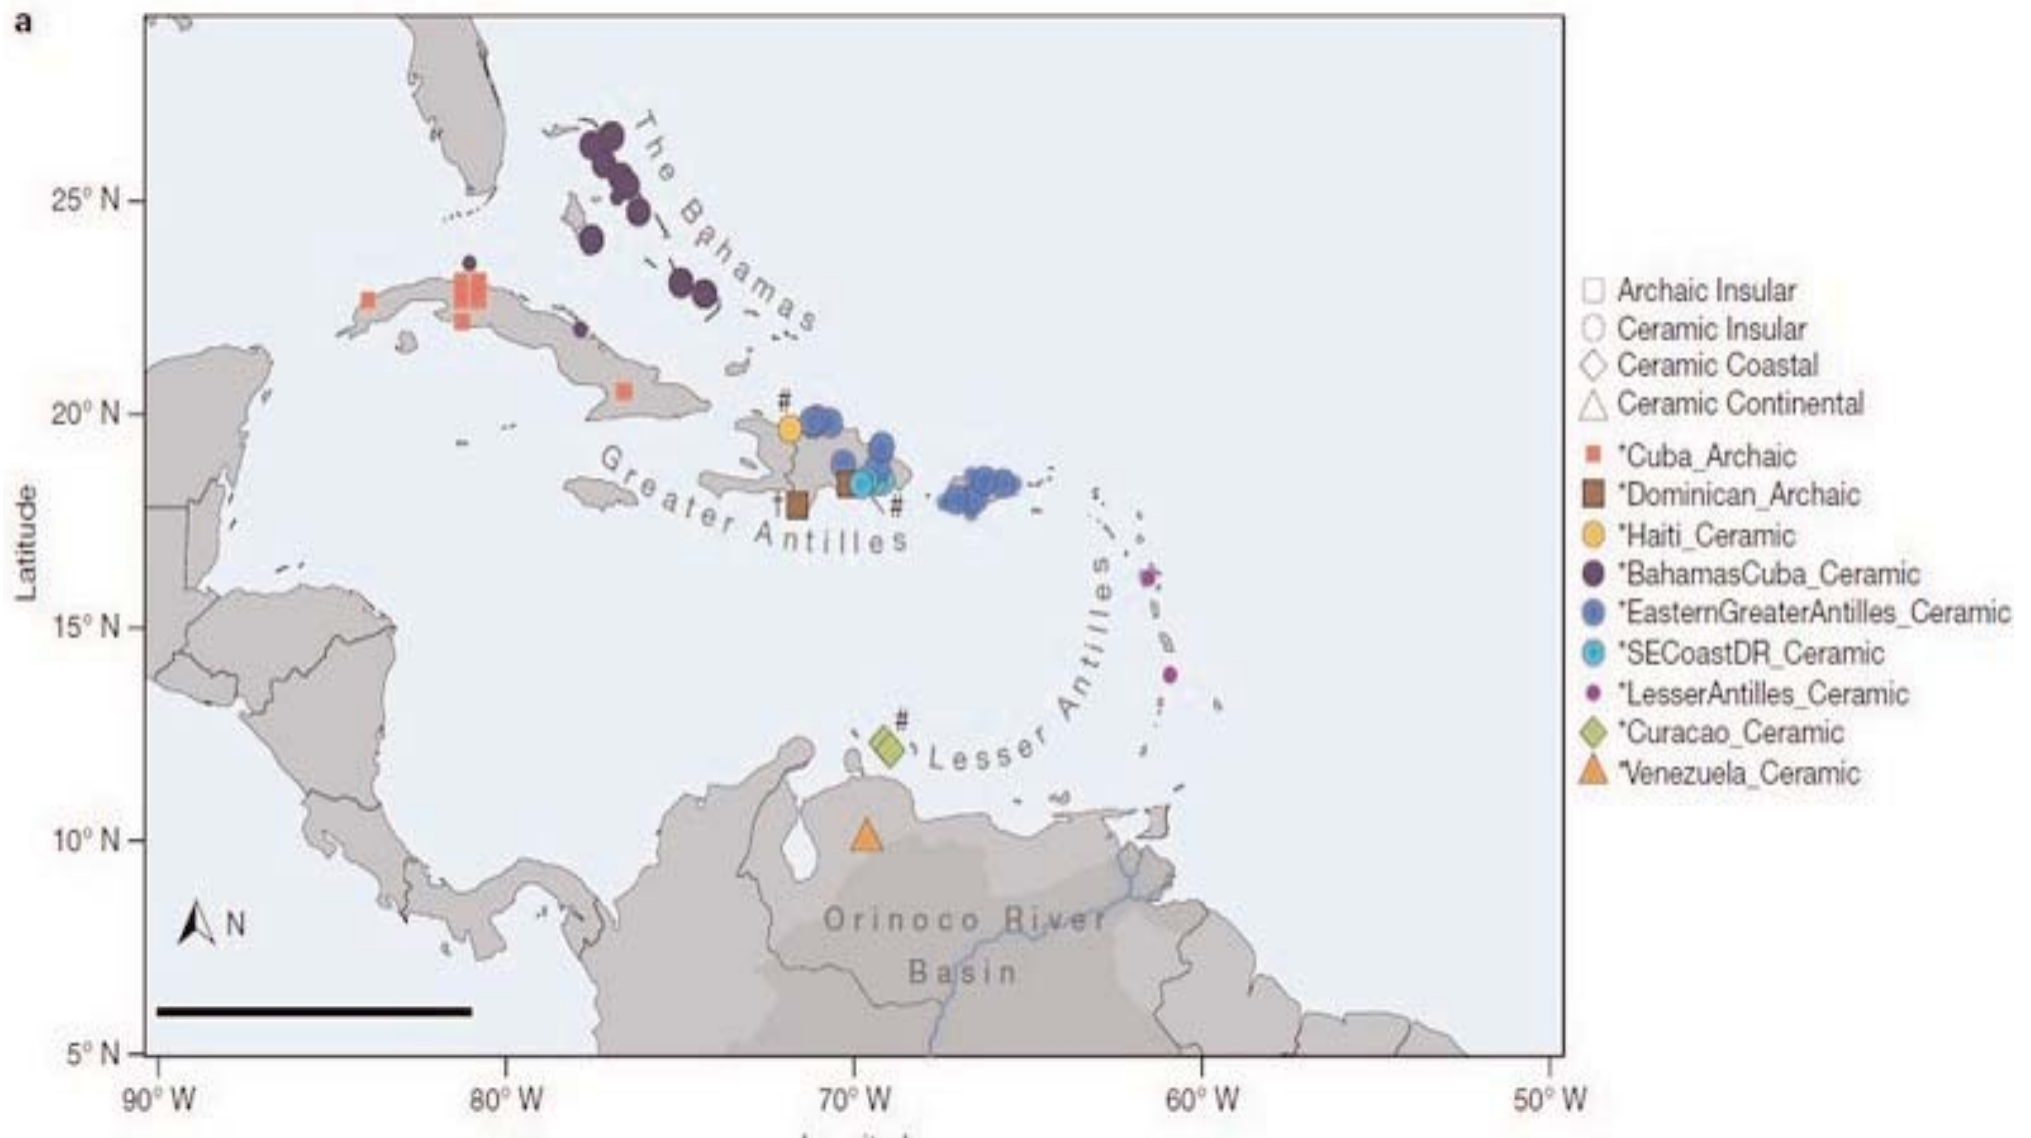 a
The Bahamas
25° N
20° N
15° N
10° N
5° N
Latitude
#
Greater Antilles
†
#
Lesser Antilles
#
Orinoco River
Basin
N
90° W
80° W
70° W
60° W
50° W
Archaic Insular
Ceramic Insular
Ceramic Coastal
Ceramic Continental
*Cuba_Archaic
*Dominican_Archaic
*Haiti_Ceramic
*BahamasCuba_Ceramic
*EasternGreaterAntilles_Ceramic
*SECoastDR_Ceramic
*LesserAntilles_Ceramic
*Curacao_Ceramic
*Venezuela_Ceramic